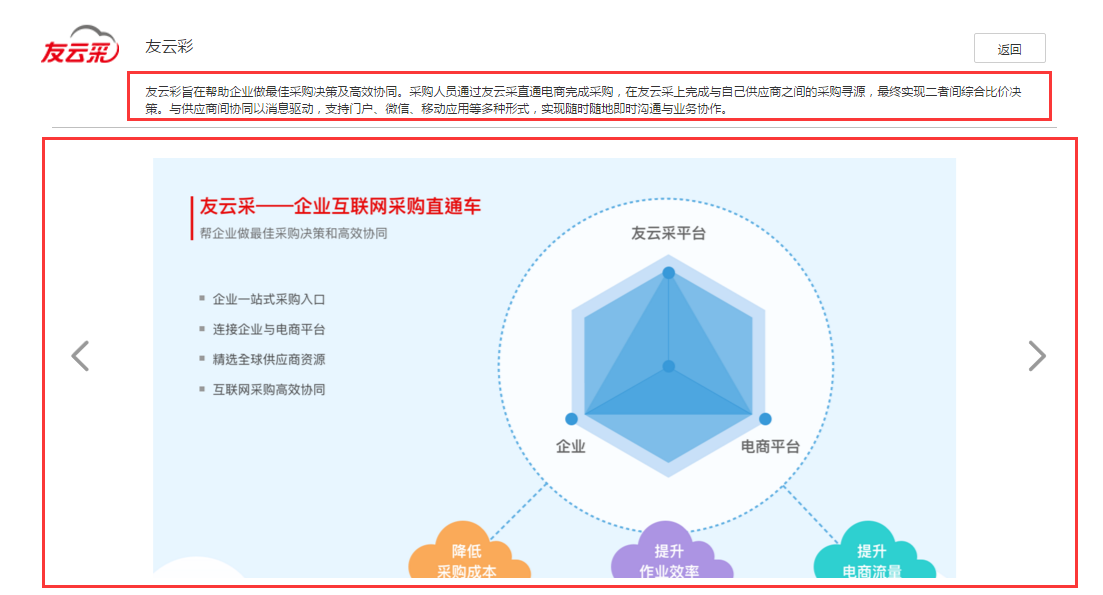 友云采
友云彩
返回
友云彩旨在帮助企业做最佳采购决策及高效协同。采购人员通过友云采直通电商完成采购，在友云采上完成与自己供应商之间的采购寻源，最终实现二者间综合比价决
策。与供应商间协同以消息驱动，支持门户、微信、移动应用等多种形式，实现随时随地即时沟通与业务协作。
友云采——企业互联网采购直通车
帮企业做最佳采购决策和高效协同
企业一站式采购入口
连接企业与电商平台
精选全球供应商资源
互联网采购高效协同
友云采平台
企业
电商平台
降低
采购成本
提升
作业效率
提升
电商流量